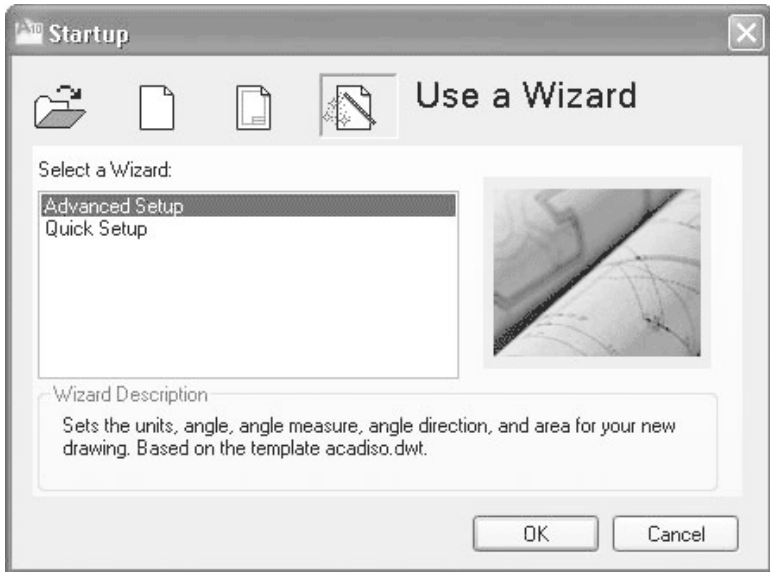 Startup
Use a Wizard
Select a Wizard:
Advanced Setup
Quick Setup
Wizard Description
Sets the units, angle, angle measure, angle direction, and area for your new
drawing. Based on the template acadiso.dwt.
OK Cancel